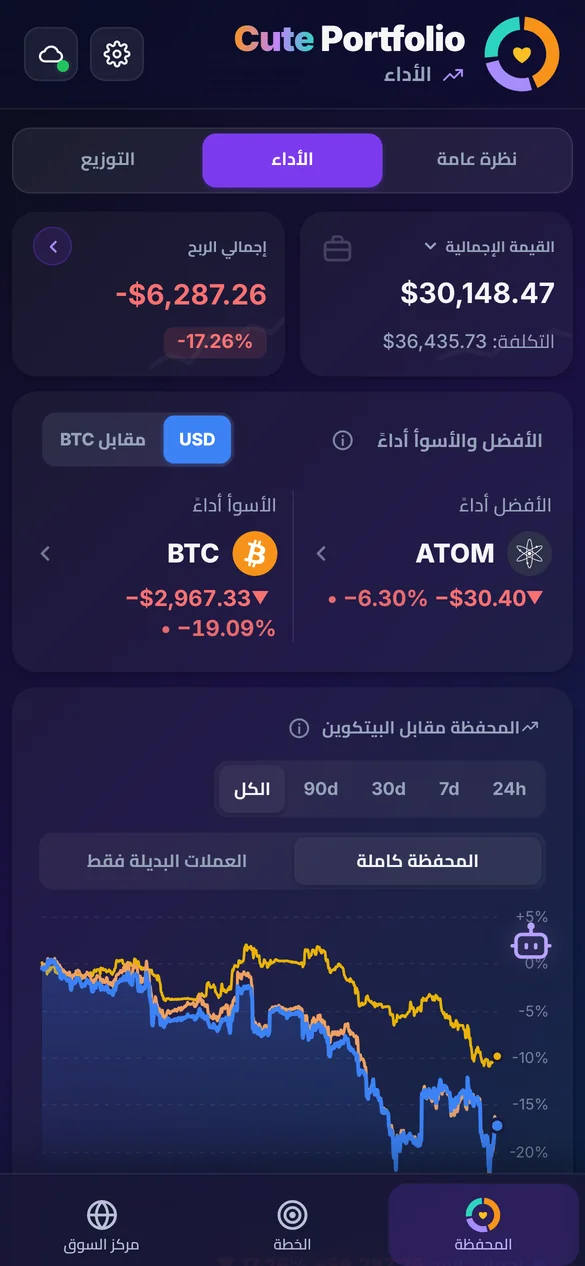 Cute Portfolio
الأداء
نظرة عامة
الأداء
التوزيع
القيمة الإجمالية
$30,148.47
التكلفة: $36,435.73
إجمالي الربح
-$6,287.26
-17.26%
الأفضل والأسوأ أداءً
USD
مقابل BTC
الأفضل أداءً
ATOM
▼−$30.40 −6.30% •
الأسوأ أداءً
BTC
▼−$2,967.33
−19.09% •
المحفظة مقابل البيتكوين
24h
7d
30d
90d
الكل
المحفظة كاملة
العملات البديلة فقط
+5%
0%
-5%
-10%
-15%
-20%
المحفظة
الخطة
مركز السوق